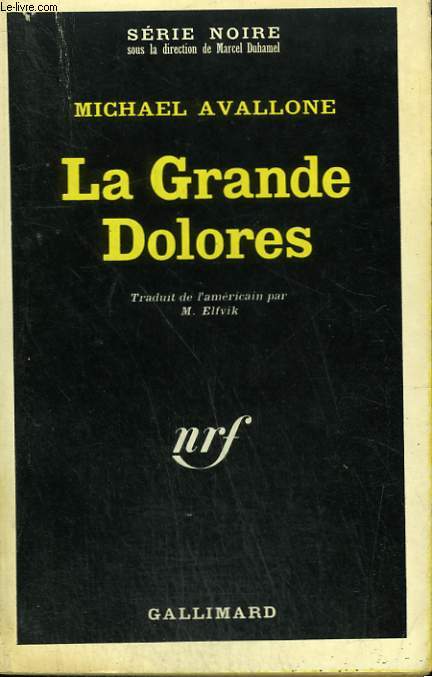 Le-livre.com
SÉRIE NOIRE
sous la direction de Marcel Duhamel
MICHAEL AVALLONE
La Grande
Dolores
Traduit de l'américain par
M. Elfvik
nrf
GALLIMARD